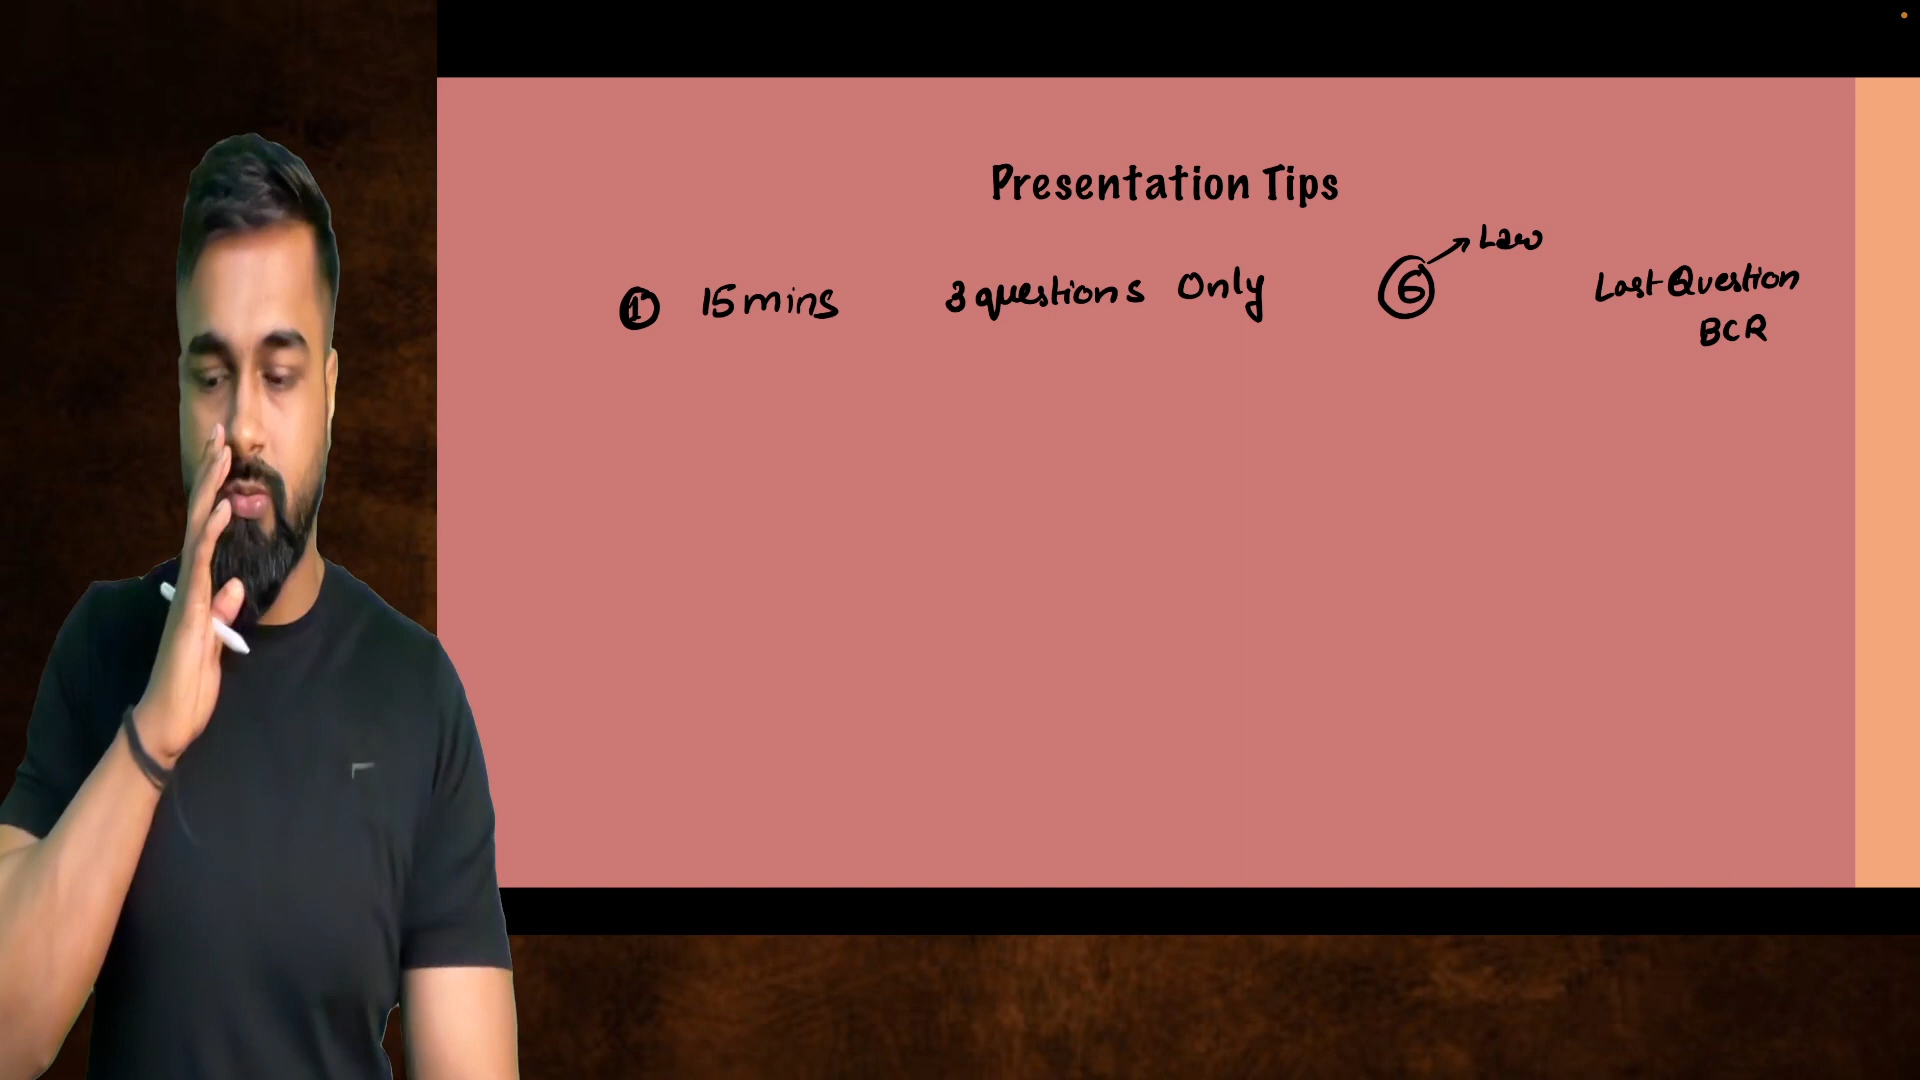 Presentation Tips
① 15 mins 3 questions Only ⑥ → Law
Last Question
BCR